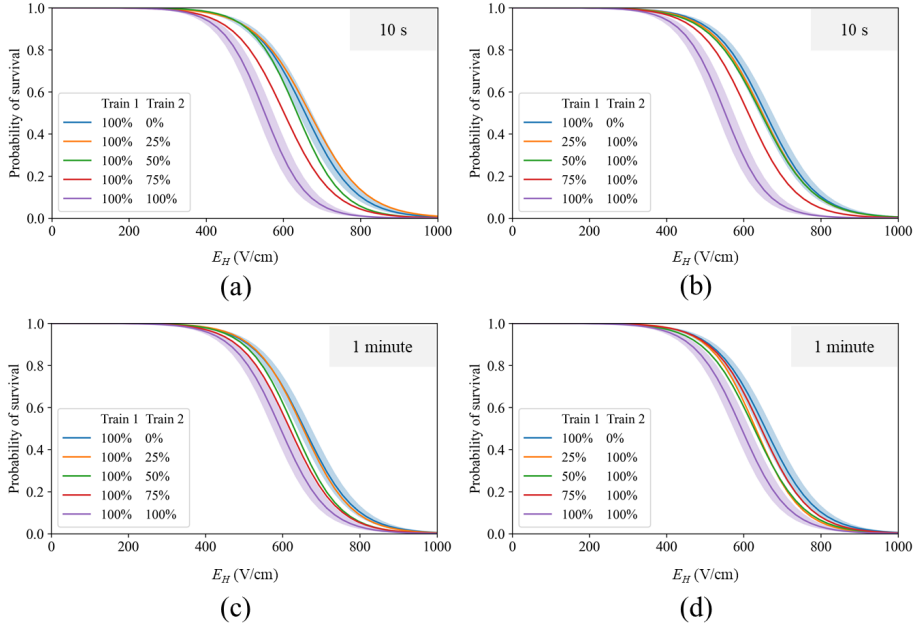 1.0
0.8
0.6
0.4
0.2
0.0
Probability of survival
10 s
Train 1 Train 2
100% 0%
100% 25%
100% 50%
100% 75%
100% 100%
0 200 400 600 800 1000
E_H (V/cm)
(a)
1.0
0.8
0.6
0.4
0.2
0.0
Probability of survival
10 s
Train 1 Train 2
100% 0%
25% 100%
50% 100%
75% 100%
100% 100%
0 200 400 600 800 1000
E_H (V/cm)
(b)
1.0
0.8
0.6
0.4
0.2
0.0
Probability of survival
1 minute
Train 1 Train 2
100% 0%
100% 25%
100% 50%
100% 75%
100% 100%
0 200 400 600 800 1000
E_H (V/cm)
(c)
1.0
0.8
0.6
0.4
0.2
0.0
Probability of survival
1 minute
Train 1 Train 2
100% 0%
25% 100%
50% 100%
75% 100%
100% 100%
0 200 400 600 800 1000
E_H (V/cm)
(d)